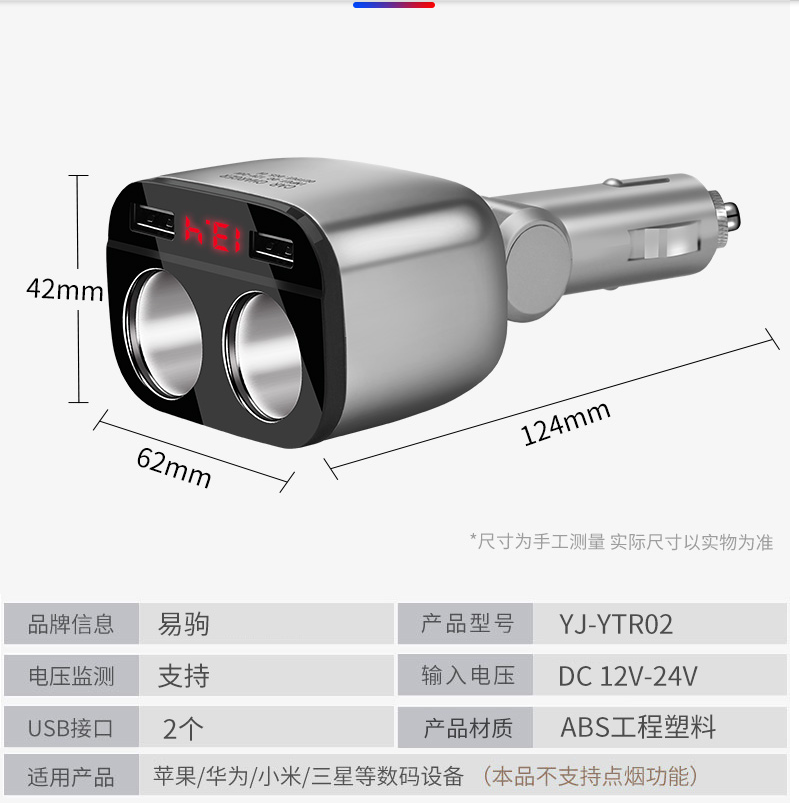 CAR CHARGER
42mm
62mm
124mm
*尺寸为手工测量 实际尺寸以实物为准
品牌信息 易驹 产品型号 YJ-YTR02
电压监测 支持 输入电压 DC 12V-24V
USB接口 2个 产品材质 ABS工程塑料
适用产品 苹果/华为/小米/三星等数码设备 （本品不支持点烟功能）